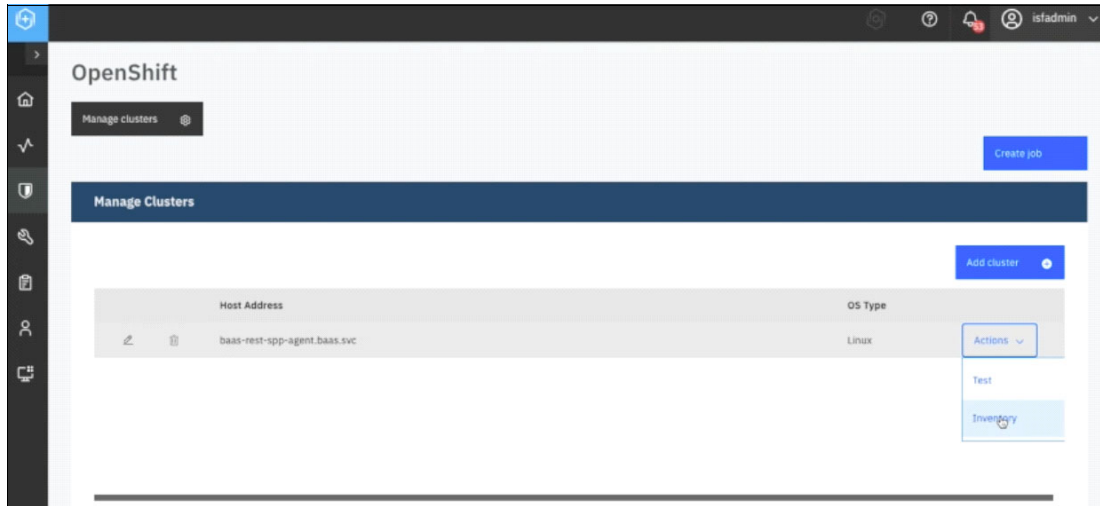 isfadmin
OpenShift
Manage clusters
Create job
Manage Clusters
Add cluster
Host Address OS Type
baas-rest-spp-agent.baas.svc Linux Actions
Test
Inventory